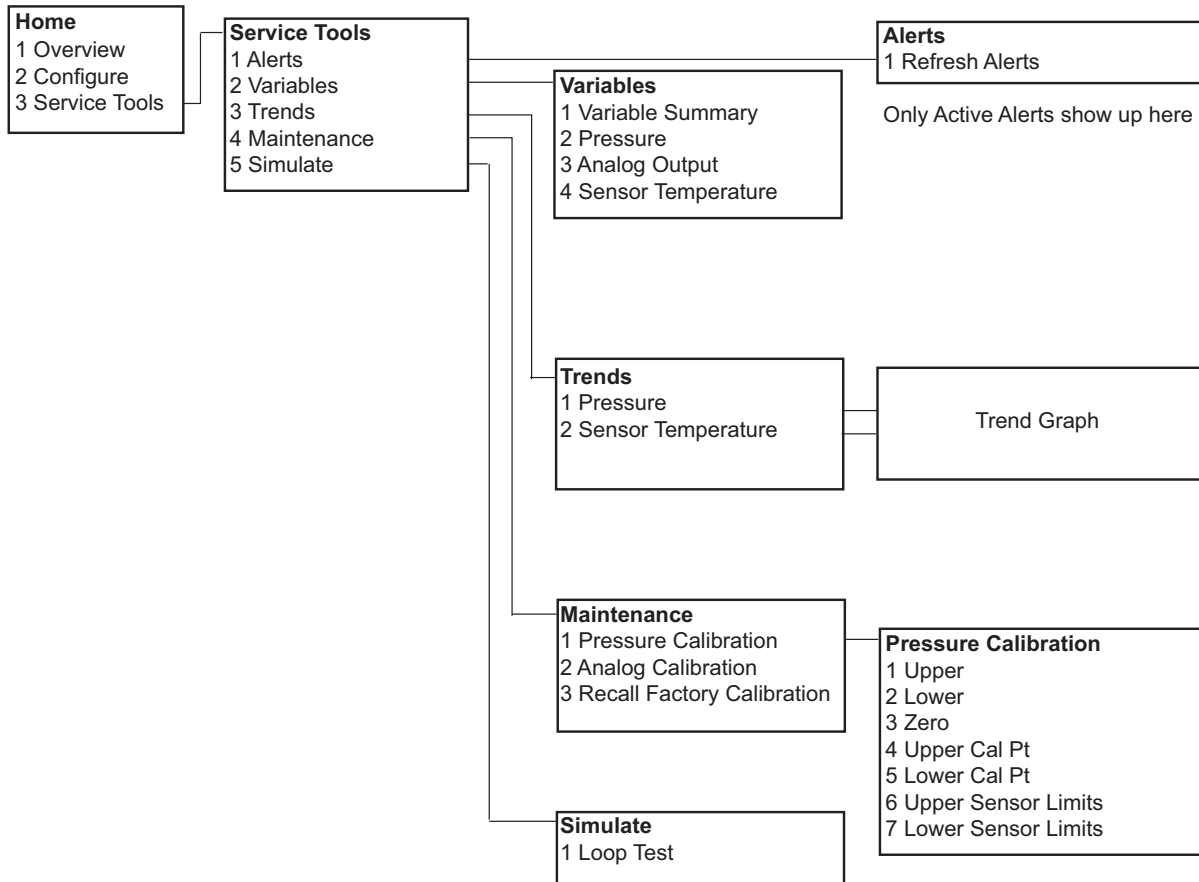 Home
1 Overview
2 Configure
3 Service Tools
Service Tools
1 Alerts
2 Variables
3 Trends
4 Maintenance
5 Simulate
Alerts
1 Refresh Alerts
Only Active Alerts show up here
Variables
1 Variable Summary
2 Pressure
3 Analog Output
4 Sensor Temperature
Trends
1 Pressure
2 Sensor Temperature
Trend Graph
Maintenance
1 Pressure Calibration
2 Analog Calibration
3 Recall Factory Calibration
Pressure Calibration
1 Upper
2 Lower
3 Zero
4 Upper Cal Pt
5 Lower Cal Pt
6 Upper Sensor Limits
7 Lower Sensor Limits
Simulate
1 Loop Test